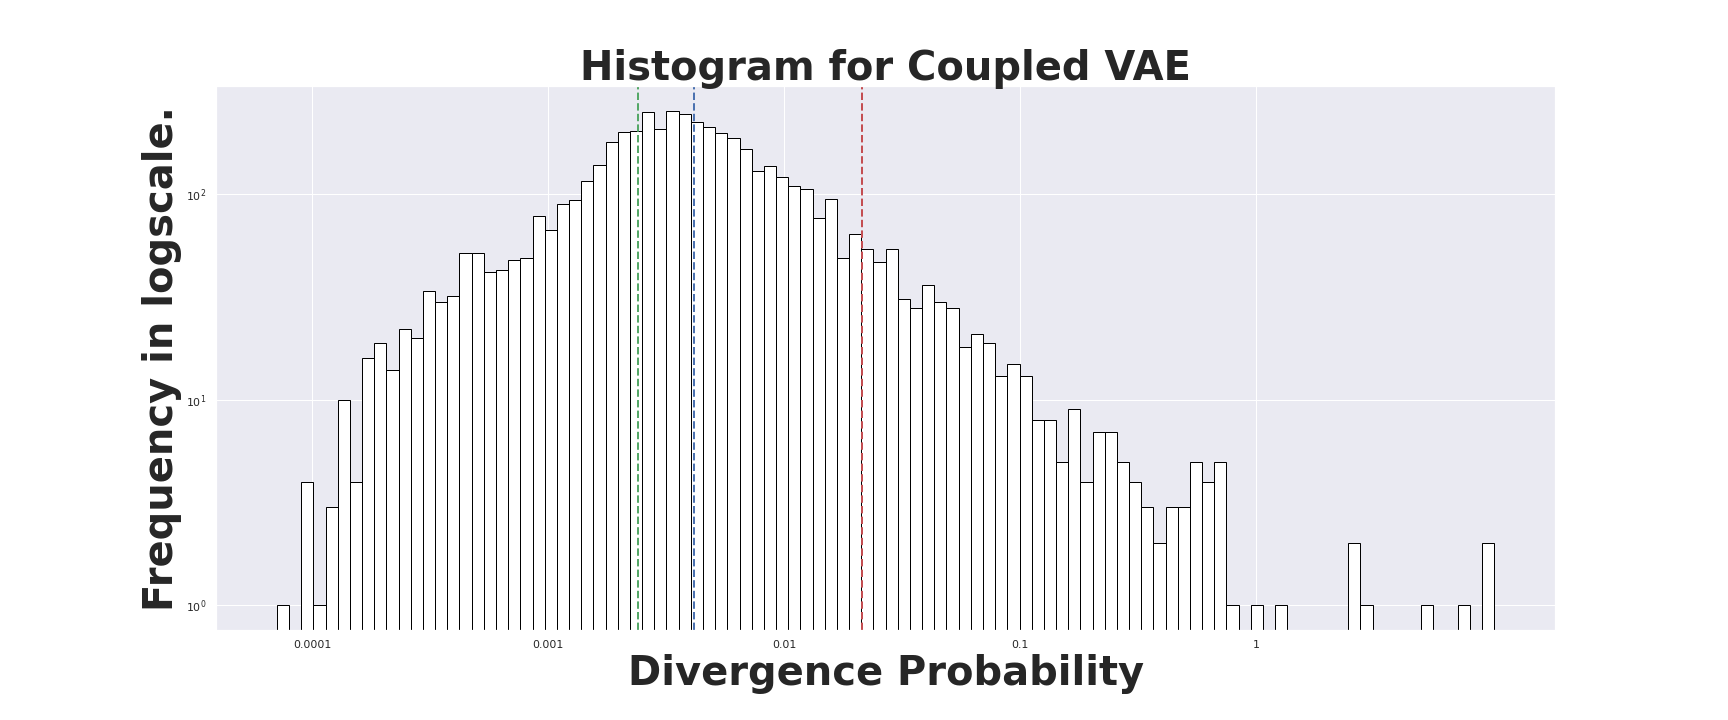 Histogram for Coupled VAE
Frequency in logscale.
10²
10¹
10⁰
0.0001 0.001 0.01 0.1 1
Divergence Probability